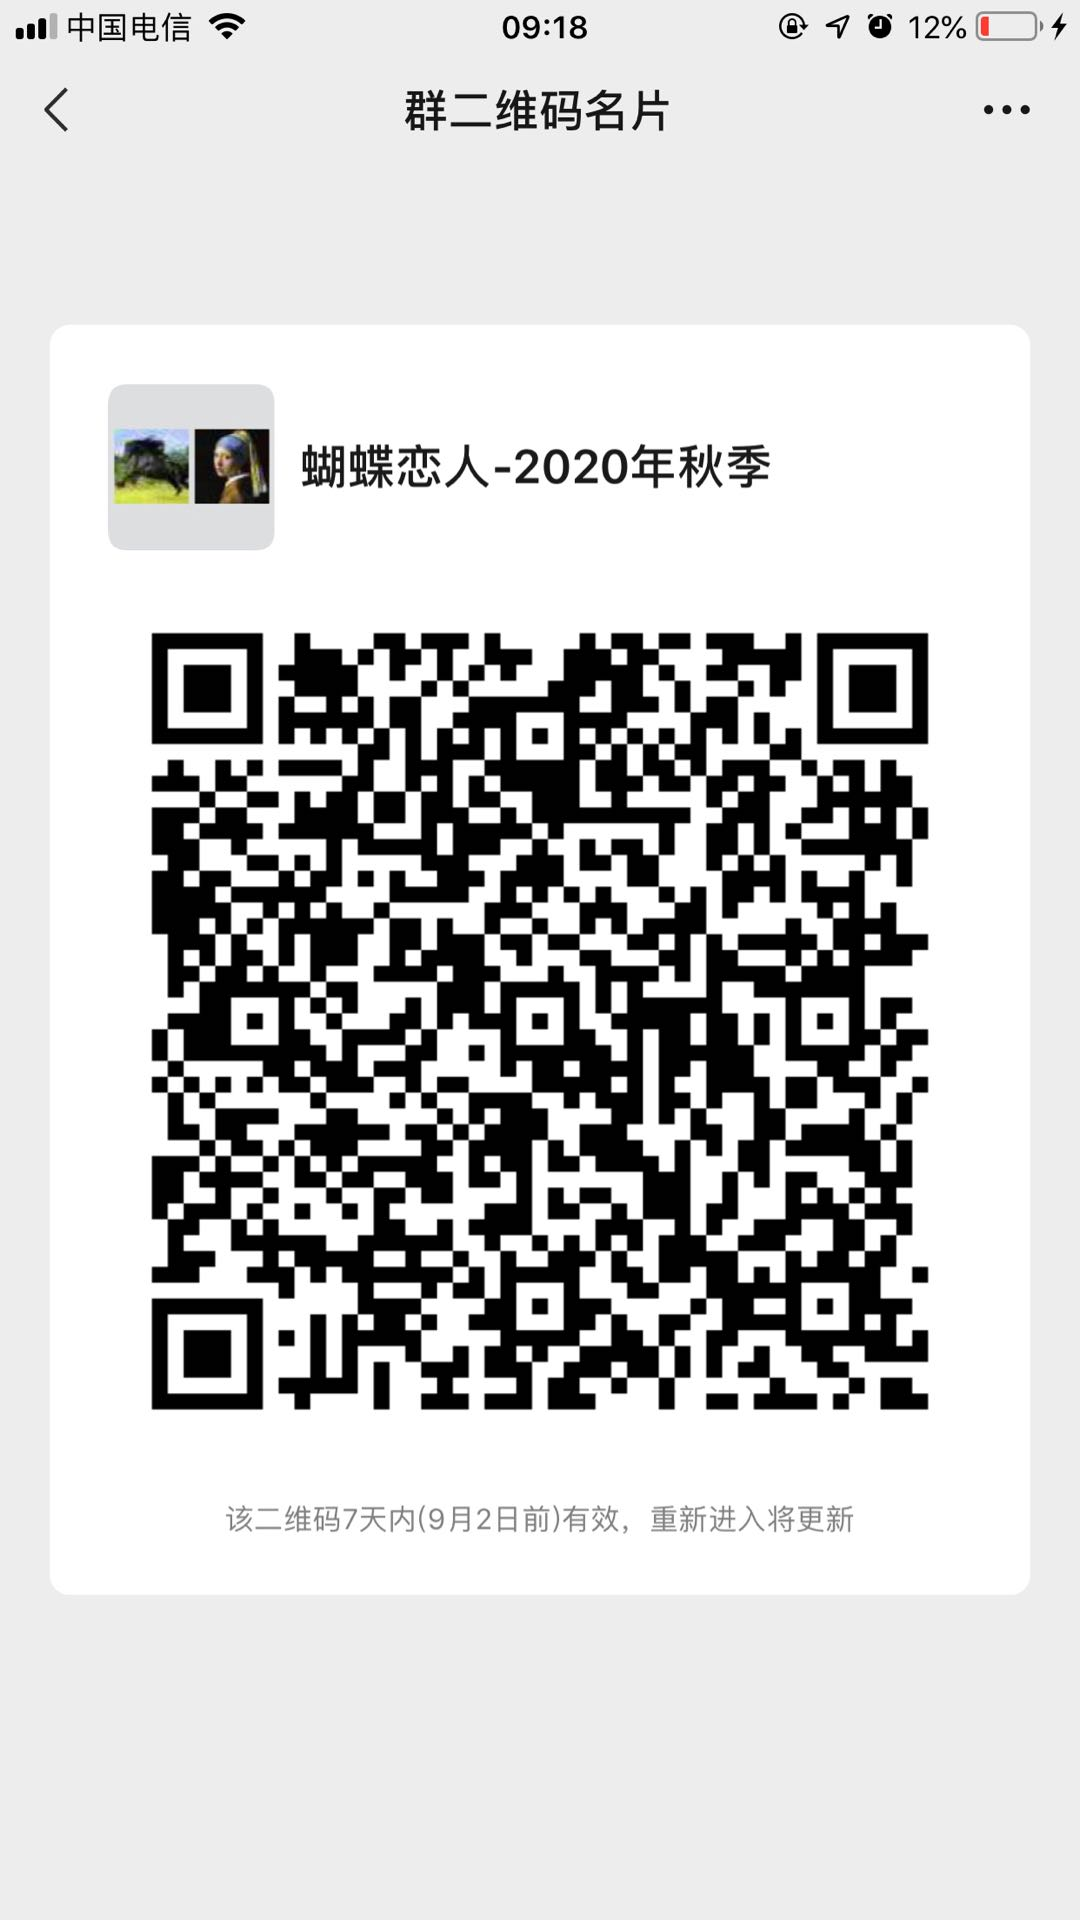 中国电信 09:18 12%
群二维码名片
蝴蝶恋人-2020年秋季
该二维码7天内(9月2日前)有效，重新进入将更新